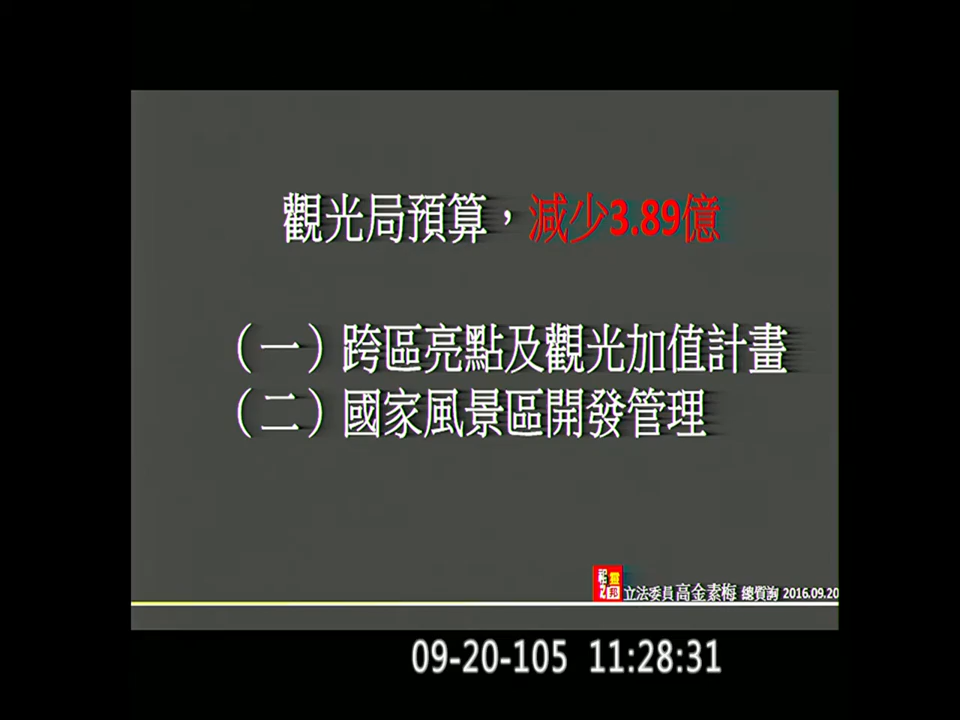 觀光局預算，減少3.89億
（一）跨區亮點及觀光加值計畫
（二）國家風景區開發管理
立法委員高金素梅 總質詢 2016.09.20
09-20-105 11:28:31